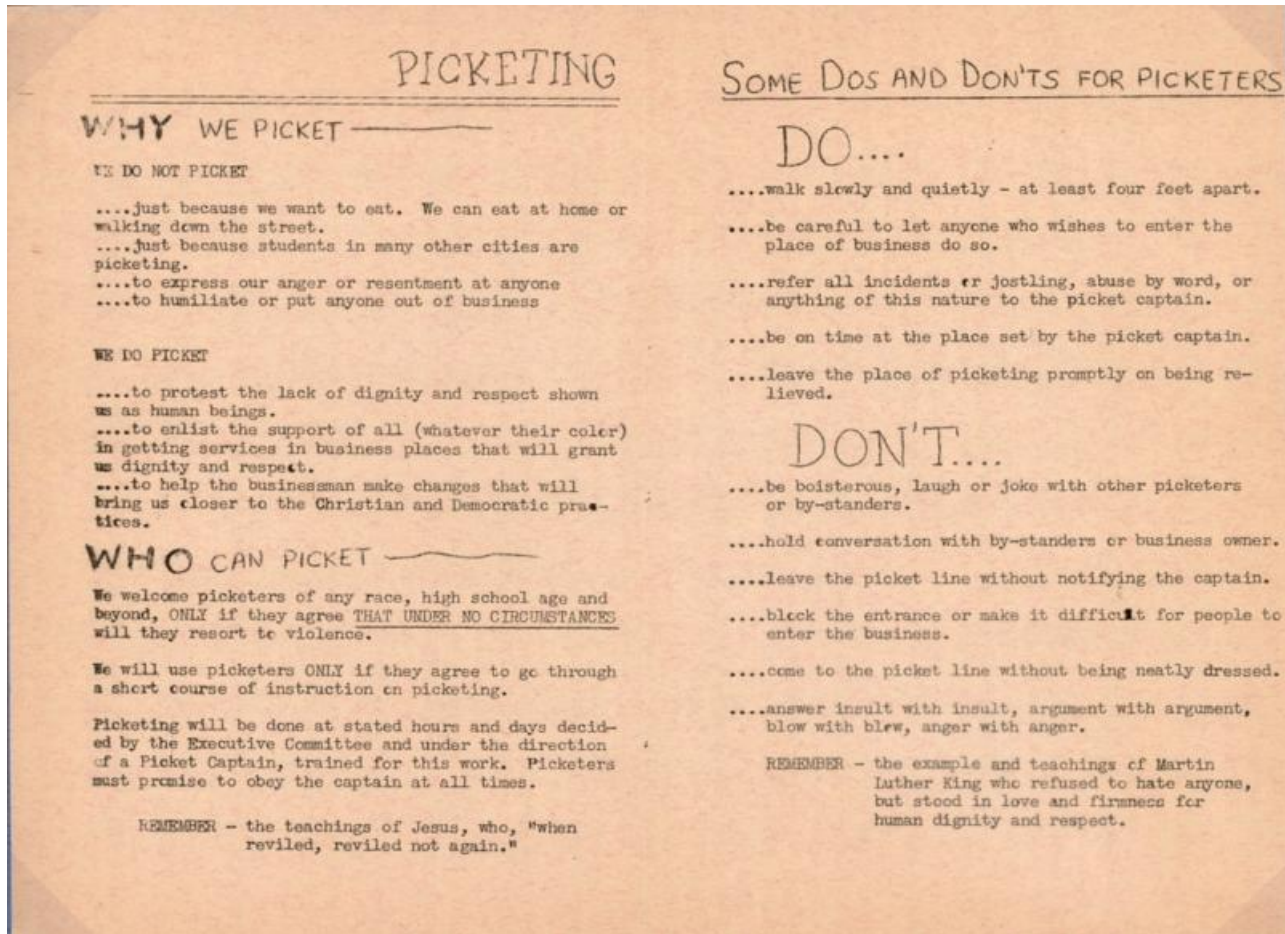 PICKETING
WHY WE PICKET
WE DO NOT PICKET
....just because we want to eat. We can eat at home or
walking down the street.
....just because students in many other cities are
picketing.
....to express our anger or resentment at anyone
....to humiliate or put anyone out of business
WE DO PICKET
....to protest the lack of dignity and respect shown
us as human beings.
....to enlist the support of all (whatever their color)
in getting services in business places that will grant
us dignity and respect.
....to help the businessman make changes that will
bring us closer to the Christian and Democratic prac-
tices.
WHO CAN PICKET
We welcome picketers of any race, high school age and
beyond, ONLY if they agree THAT UNDER NO CIRCUMSTANCES
will they resort to violence.
We will use picketers ONLY if they agree to go through
a short course of instruction on picketing.
Picketing will be done at stated hours and days decid-
ed by the Executive Committee and under the direction
of a Picket Captain, trained for this work. Picketers
must promise to obey the captain at all times.
REMEMBER - the teachings of Jesus, who, "when
reviled, reviled not again."
SOME DOS AND DON'TS FOR PICKETERS
DO....
....walk slowly and quietly - at least four feet apart.
....be careful to let anyone who wishes to enter the
place of business do so.
....refer all incidents or jostling, abuse by word, or
anything of this nature to the picket captain.
....be on time at the place set by the picket captain.
....leave the place of picketing promptly on being re-
lieved.
DON'T....
....be boisterous, laugh or joke with other picketers
or by-standers.
....hold conversation with by-standers or business owner.
....leave the picket line without notifying the captain.
....block the entrance or make it difficult for people to
enter the business.
....come to the picket line without being neatly dressed.
....answer insult with insult, argument with argument,
blow with blow, anger with anger.
REMEMBER - the example and teachings of Martin
Luther King who refused to hate anyone,
but stood in love and firmness for
human dignity and respect.